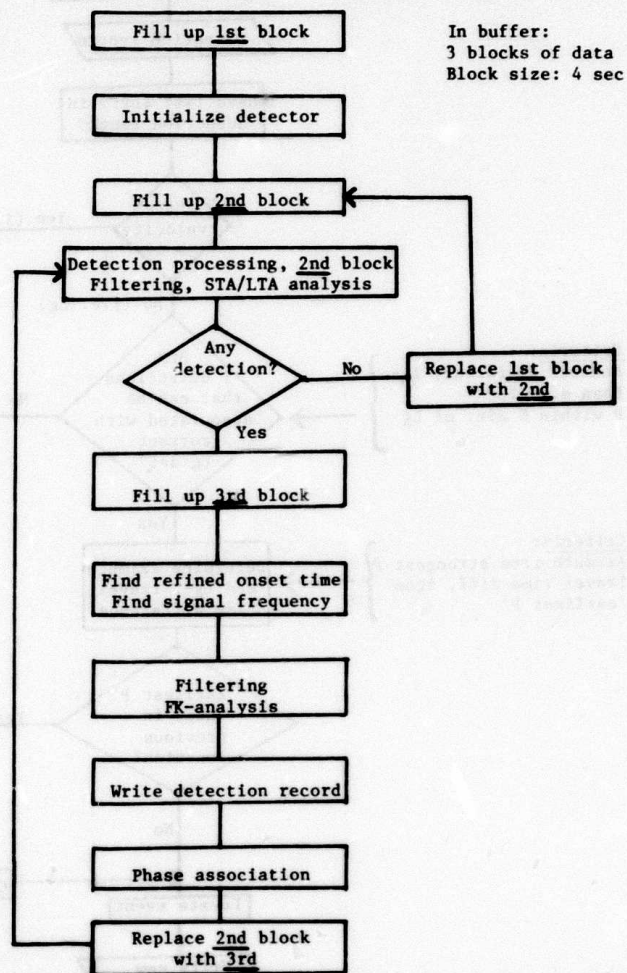 Fill up 1st block
In buffer:
3 blocks of data
Block size: 4 sec
Initialize detector
Fill up 2nd block
Detection processing, 2nd block
Filtering, STA/LTA analysis
Any
detection?
No
Replace 1st block
with 2nd
Yes
Fill up 3rd block
Find refined onset time
Find signal frequency
Filtering
FK-analysis
Write detection record
Phase association
Replace 2nd block
with 3rd